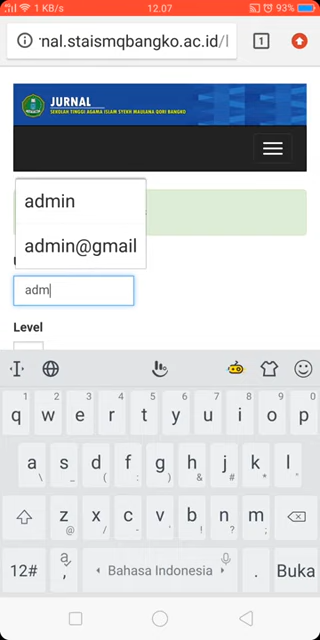 1 KB/s 12.07 93%
rnal.staismqbangko.ac.id/l 1
JURNAL
SEKOLAH TINGGI AGAMA ISLAM SYEKH MAULANA QORI BANGKO
admin
admin@gmail
adm
Level
1 2 3 4 5 6 7 8 9 0
q w e r t y u i o p
a s d f g h j k l
\ _ ( : ) & # * "
z x c v b n m
@ / - ' ! ? ~
12# , Bahasa Indonesia . Buka